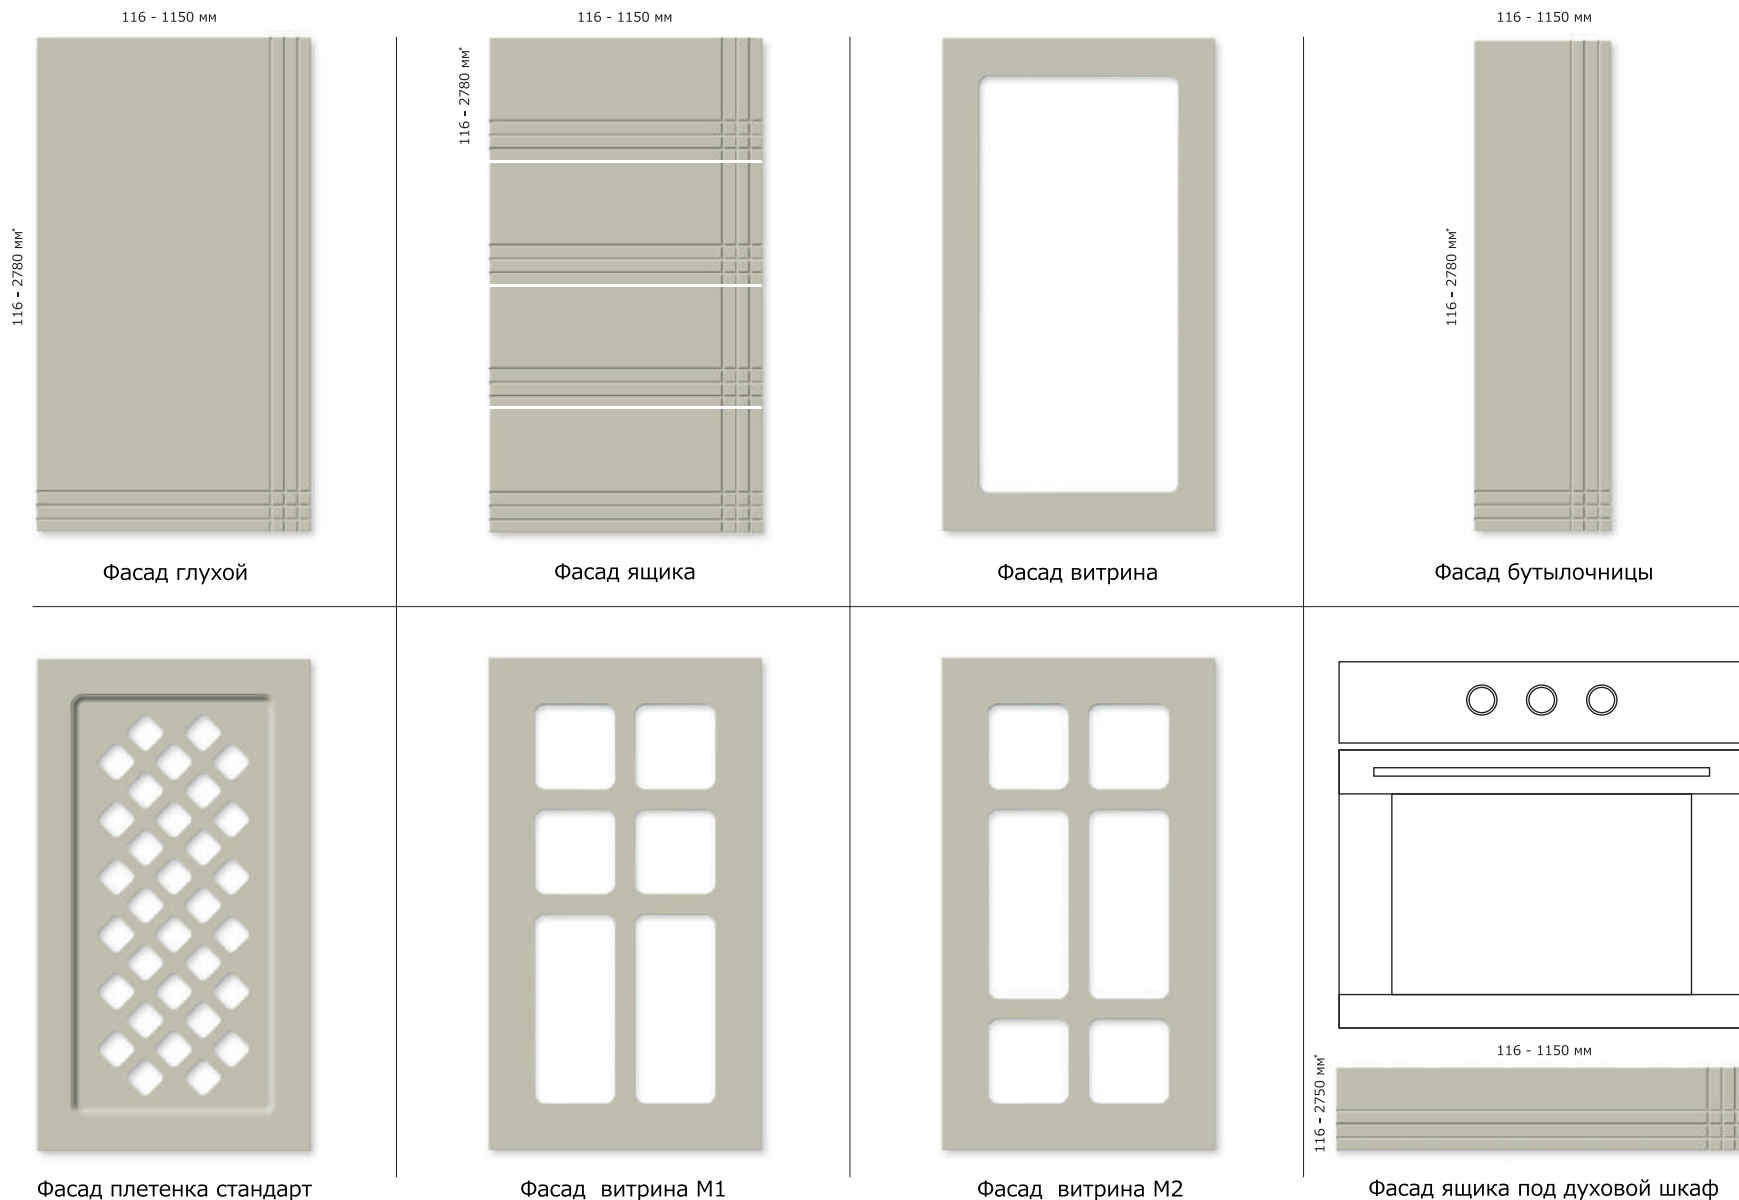 116 - 1150 мм
116 - 1150 мм
116 - 1150 мм
116 - 2780 мм*
116 - 2780 мм*
116 - 2780 мм*
Фасад глухой
Фасад ящика
Фасад витрина
Фасад бутылочницы
116 - 1150 мм
116 - 2750 мм*
Фасад плетенка стандарт
Фасад витрина М1
Фасад витрина М2
Фасад ящика под духовой шкаф